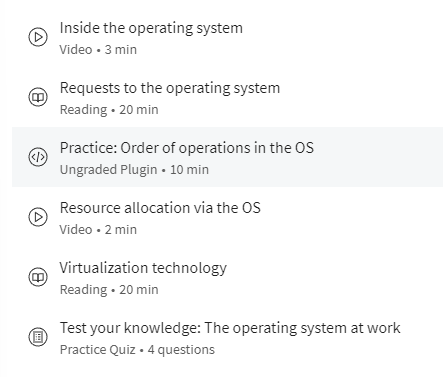 Inside the operating system
Video • 3 min
Requests to the operating system
Reading • 20 min
Practice: Order of operations in the OS
Ungraded Plugin • 10 min
Resource allocation via the OS
Video • 2 min
Virtualization technology
Reading • 20 min
Test your knowledge: The operating system at work
Practice Quiz • 4 questions